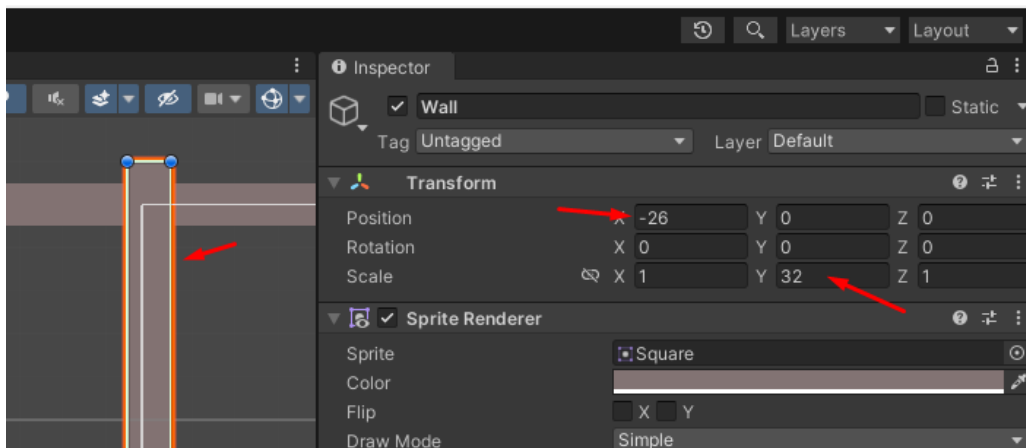 Layers Layout
Inspector
Wall Static
Tag Untagged Layer Default
Transform
Position X -26 Y 0 Z 0
Rotation X 0 Y 0 Z 0
Scale X 1 Y 32 Z 1
Sprite Renderer
Sprite Square
Color
Flip X Y
Draw Mode Simple